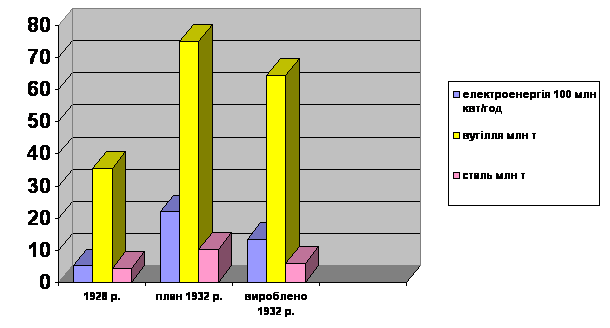 80
70
60
50
40
30
20
10
0
1928 р.
план 1932 р.
вироблено
1932 р.
електроенергія 100 млн
квт/год
вугілля млн т
сталь млн т